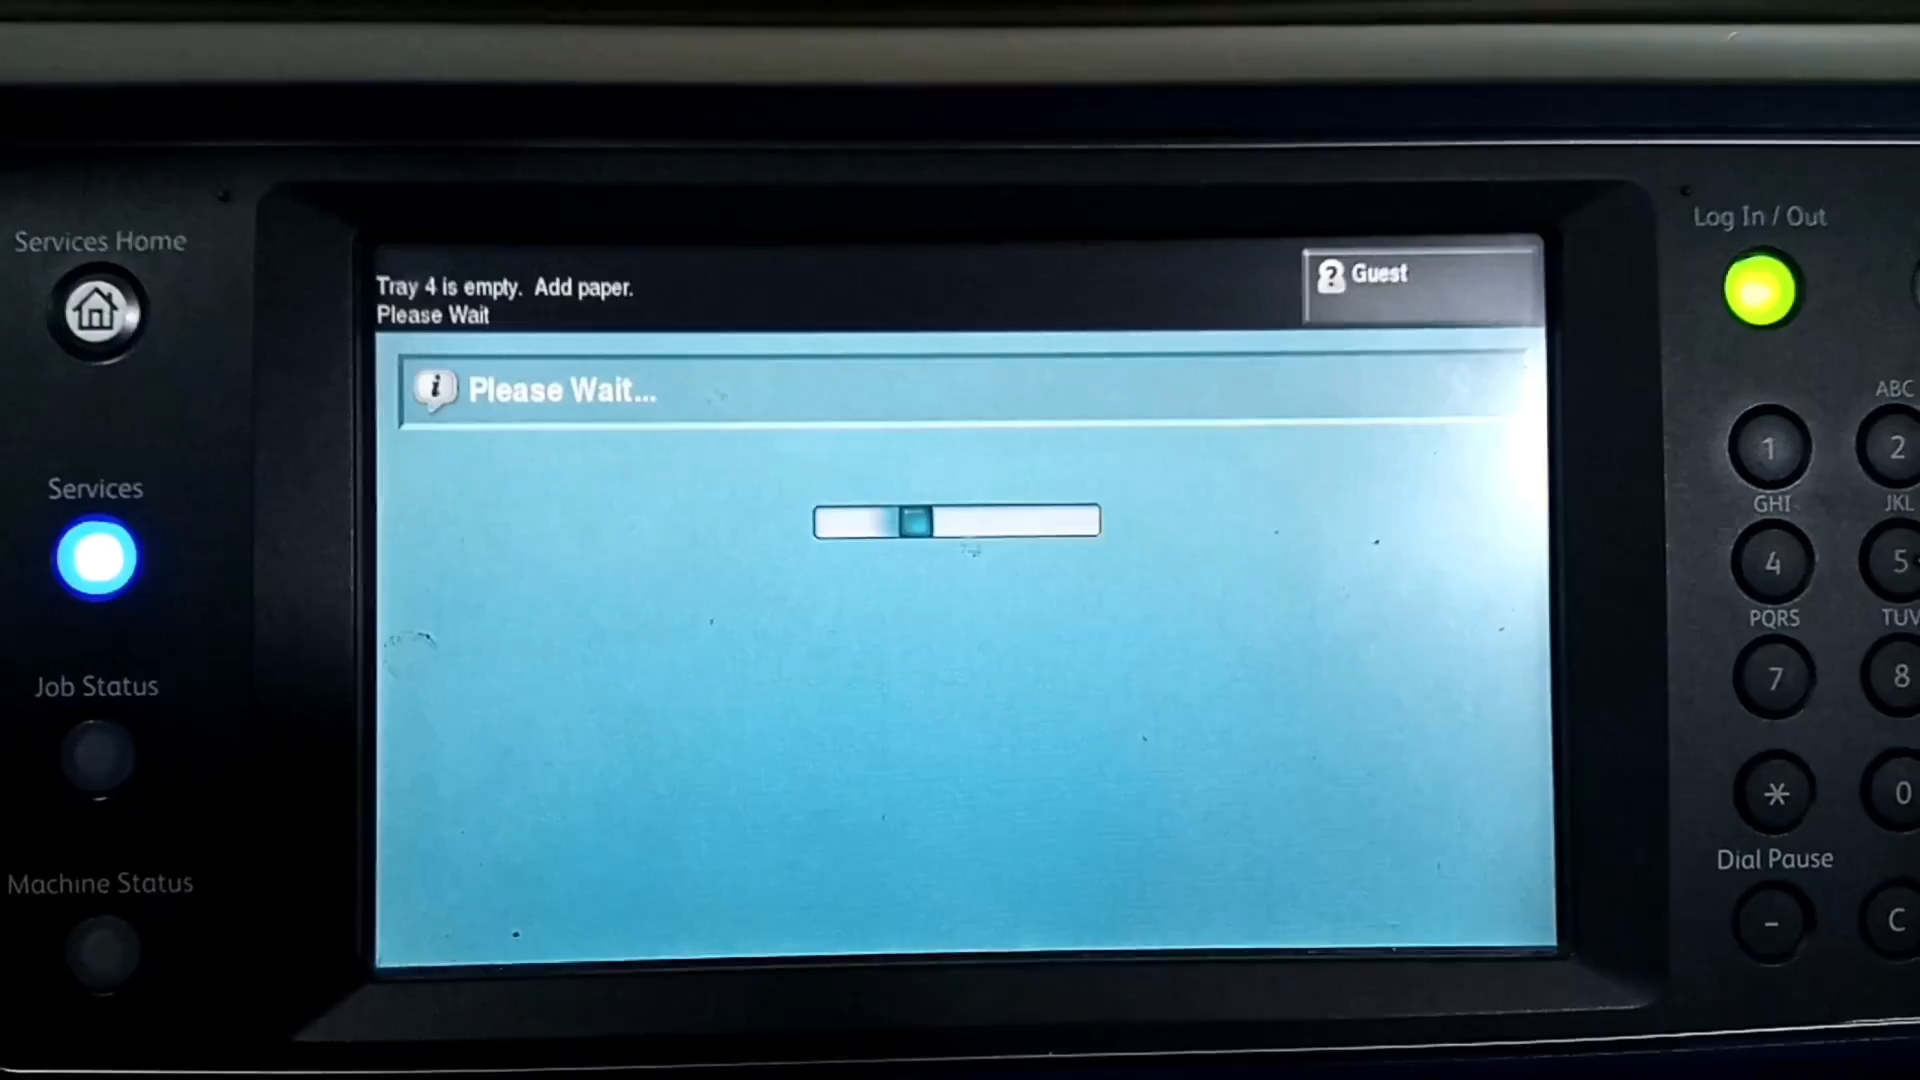 Services Home
Services
Job Status
Machine Status
Tray 4 is empty. Add paper.
Please Wait
Guest
Please Wait...
Log In / Out
ABC
1
2
GHI
JKL
4
5
PQRS
TUV
7
8
*
0
Dial Pause
-
C